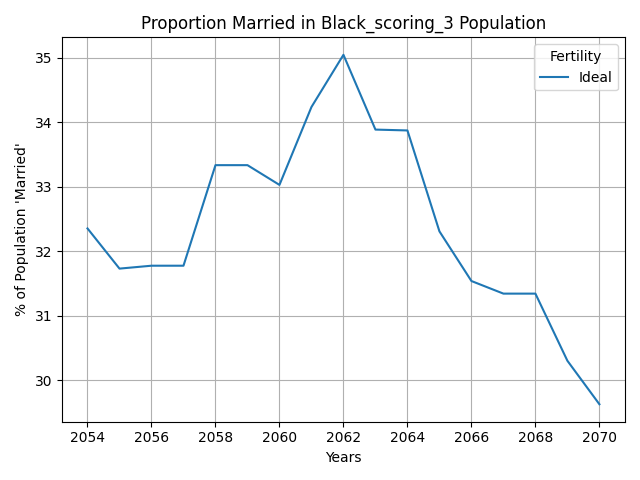 Proportion Married in Black_scoring_3 Population
Fertility
Ideal
% of Population 'Married'
35
34
33
32
31
30
2054 2056 2058 2060 2062 2064 2066 2068 2070
Years